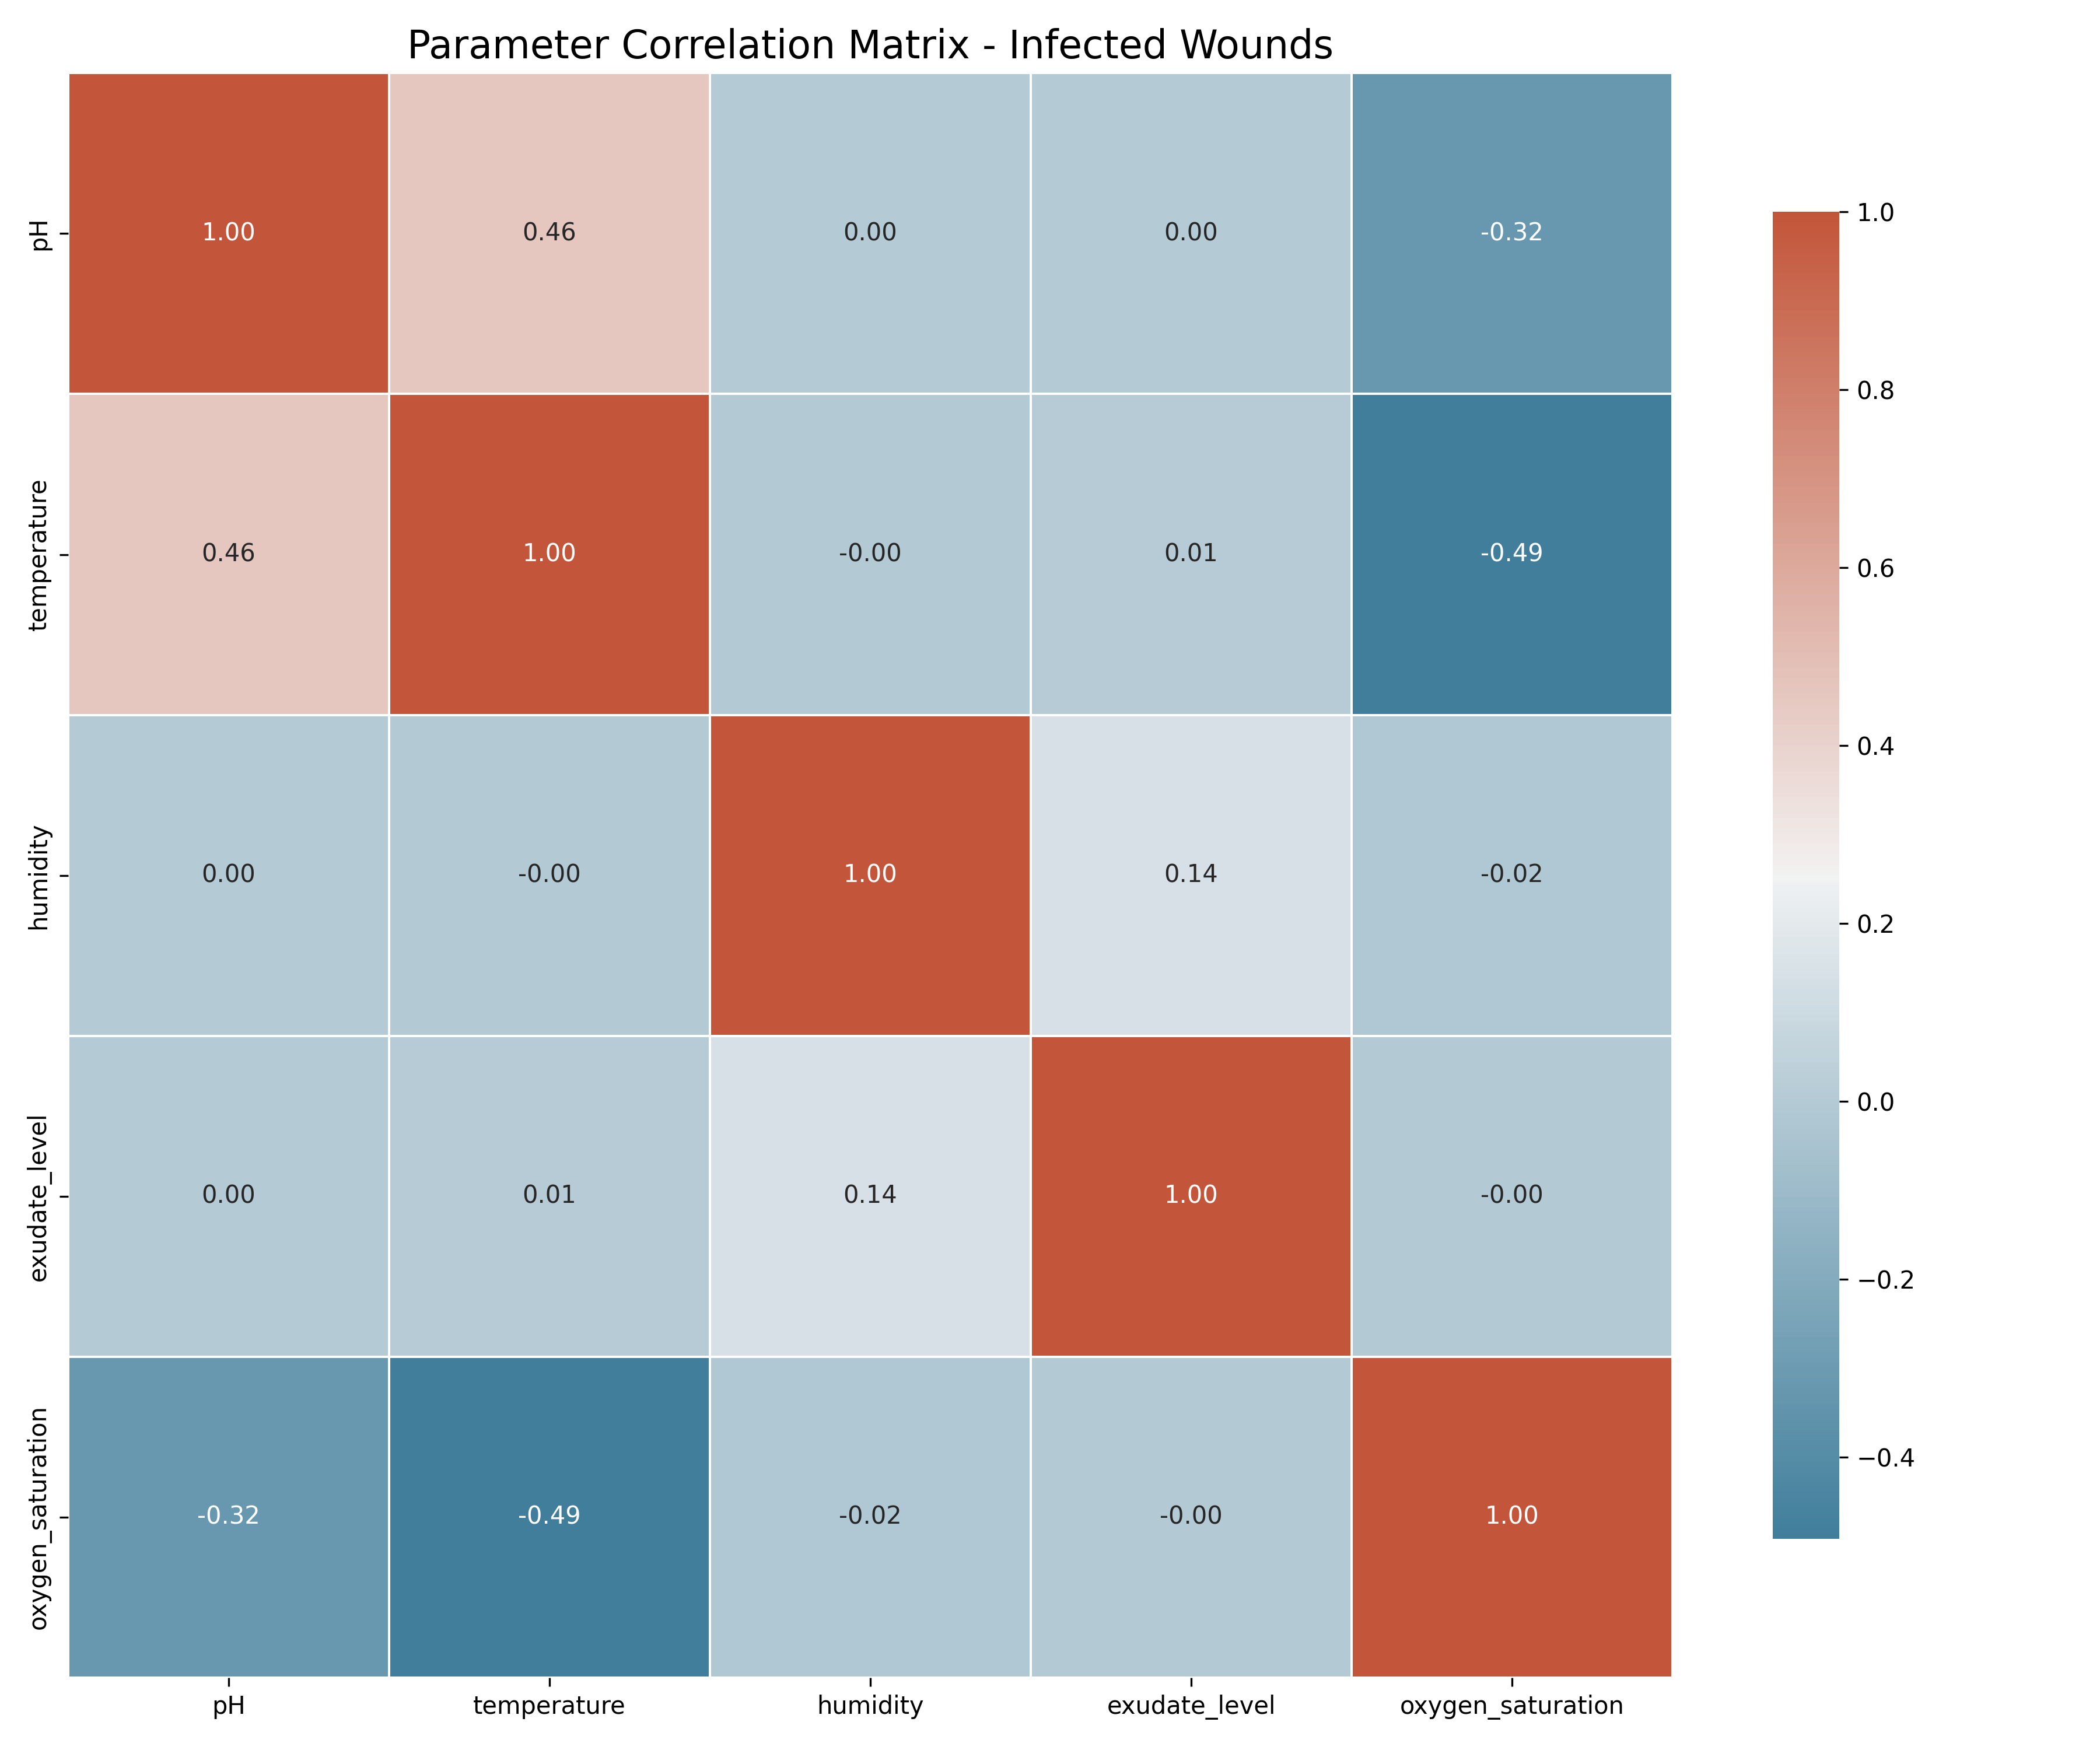 Parameter Correlation Matrix - Infected Wounds
pH
1.00 0.46 0.00 0.00 -0.32
temperature
0.46 1.00 -0.00 0.01 -0.49
humidity
0.00 -0.00 1.00 0.14 -0.02
exudate_level
0.00 0.01 0.14 1.00 -0.00
oxygen_saturation
-0.32 -0.49 -0.02 -0.00 1.00
pH temperature humidity exudate_level oxygen_saturation
1.0
0.8
0.6
0.4
0.2
0.0
−0.2
−0.4